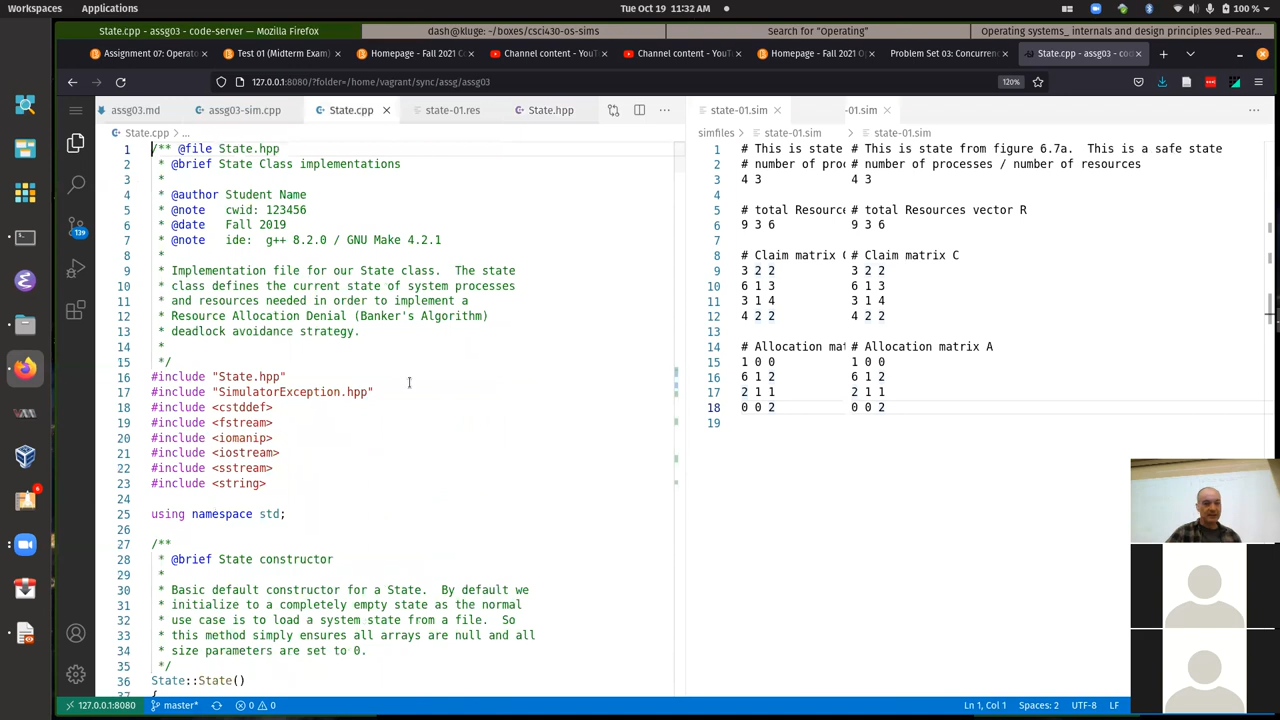 Workspaces Applications Tue Oct 19 11:32 AM 100 %
State.cpp - assg03 - code-server — Mozilla Firefox
dash@kluge: ~/boxes/csci430-os-sims
Search for "Operating"
Operating systems_ internals and design principles 9ed-Pear...
Assignment 07: Operato
Test 01 (Midterm Exam)
Homepage - Fall 2021 O
Channel content - YouT
Channel content - YouT
Homepage - Fall 2021 O
Problem Set 03: Concurrenc
State.cpp - assg03 - cod
127.0.0.1:8080/?folder=/home/vagrant/sync/assg/assg03
120%
assg03.md
assg03-sim.cpp
State.cpp
state-01.res
State.hpp
state-01.sim
-01.sim
State.cpp > ...
simfiles > state-01.sim
> state-01.sim
1 /** @file State.hpp
2 * @brief State Class implementations
3 *
4 * @author Student Name
5 * @note cwid: 123456
6 * @date Fall 2019
7 * @note ide: g++ 8.2.0 / GNU Make 4.2.1
8 *
9 * Implementation file for our State class. The state
10 * class defines the current state of system processes
11 * and resources needed in order to implement a
12 * Resource Allocation Denial (Banker's Algorithm)
13 * deadlock avoidance strategy.
14 *
15 */
16 #include "State.hpp"
17 #include "SimulatorException.hpp"
18 #include <cstddef>
19 #include <fstream>
20 #include <iomanip>
21 #include <iostream>
22 #include <sstream>
23 #include <string>
24
25 using namespace std;
26
27 /**
28 * @brief State constructor
29 *
30 * Basic default constructor for a State. By default we
31 * initialize to a completely empty state as the normal
32 * use case is to load a system state from a file. So
33 * this method simply ensures all arrays are null and all
34 * size parameters are set to 0.
35 */
36 State::State()
37 {
1 # This is state # This is state from figure 6.7a. This is a safe state
2 # number of proc # number of processes / number of resources
3 4 3 4 3
4
5 # total Resource # total Resources vector R
6 9 3 6 9 3 6
7
8 # Claim matrix C # Claim matrix C
9 3 2 2 3 2 2
10 6 1 3 6 1 3
11 3 1 4 3 1 4
12 4 2 2 4 2 2
13
14 # Allocation mat # Allocation matrix A
15 1 0 0 1 0 0
16 6 1 2 6 1 2
17 2 1 1 2 1 1
18 0 0 2 0 0 2
19
139
6
127.0.0.1:8080 master* 0 0 Ln 1, Col 1 Spaces: 2 UTF-8 LF